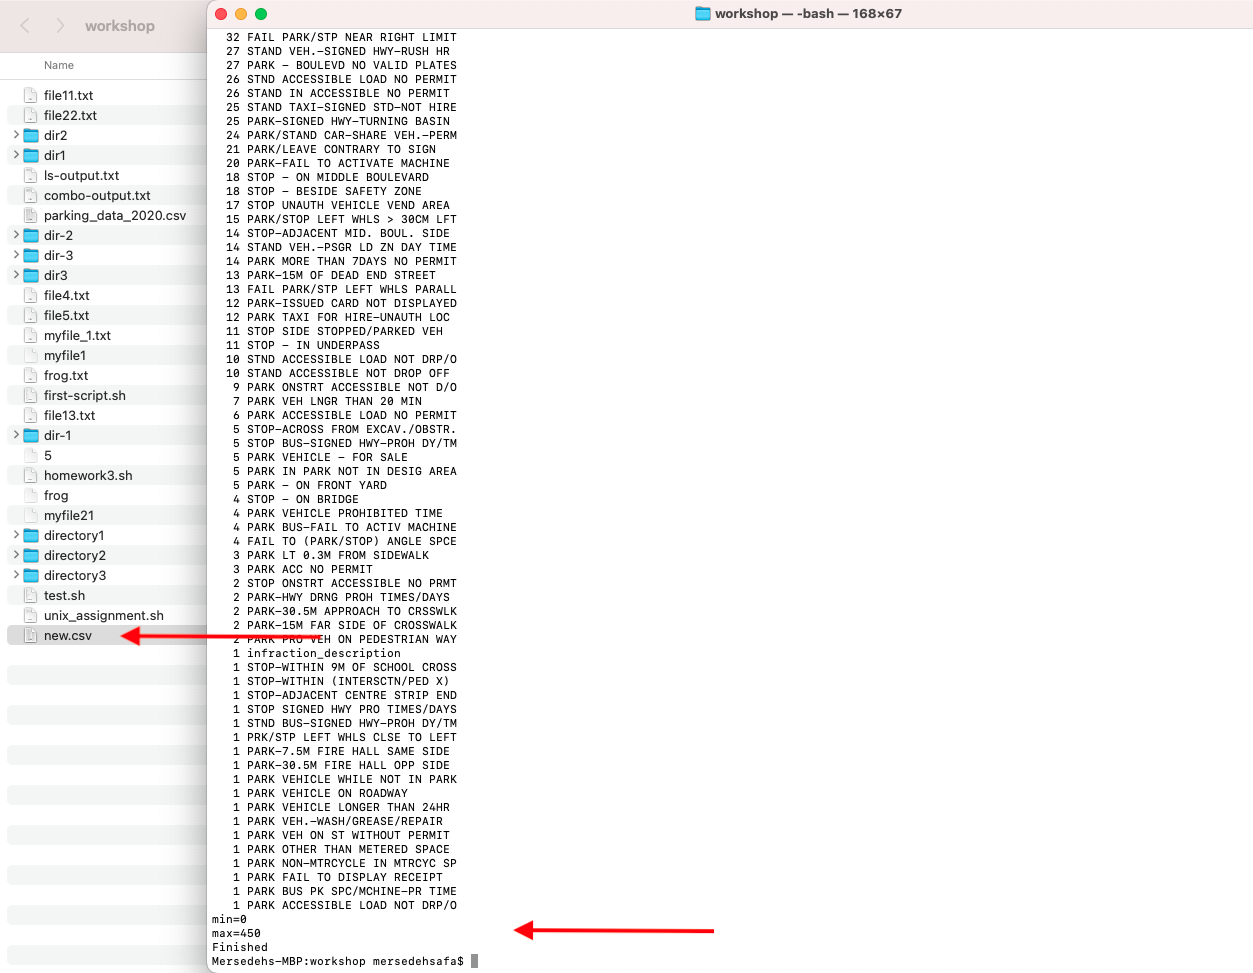 workshop
Name
file11.txt
file22.txt
dir2
dir1
ls-output.txt
combo-output.txt
parking_data_2020.csv
dir-2
dir-3
dir3
file4.txt
file5.txt
myfile_1.txt
myfile1
frog.txt
first-script.sh
file13.txt
dir-1
5
homework3.sh
frog
myfile21
directory1
directory2
directory3
test.sh
unix_assignment.sh
new.csv
workshop — -bash — 168×67
32 FAIL PARK/STP NEAR RIGHT LIMIT
27 STAND VEH.-SIGNED HWY-RUSH HR
27 PARK - BOULEVD NO VALID PLATES
26 STND ACCESSIBLE LOAD NO PERMIT
26 STAND IN ACCESSIBLE NO PERMIT
25 STAND TAXI-SIGNED STD-NOT HIRE
25 PARK-SIGNED HWY-TURNING BASIN
24 PARK/STAND CAR-SHARE VEH.-PERM
21 PARK/LEAVE CONTRARY TO SIGN
20 PARK-FAIL TO ACTIVATE MACHINE
18 STOP - ON MIDDLE BOULEVARD
18 STOP - BESIDE SAFETY ZONE
17 STOP UNAUTH VEHICLE VEND AREA
15 PARK/STOP LEFT WHLS > 30CM LFT
14 STOP-ADJACENT MID. BOUL. SIDE
14 STAND VEH.-PSGR LD ZN DAY TIME
14 PARK MORE THAN 7DAYS NO PERMIT
13 PARK-15M OF DEAD END STREET
13 FAIL PARK/STP LEFT WHLS PARALL
12 PARK-ISSUED CARD NOT DISPLAYED
12 PARK TAXI FOR HIRE-UNAUTH LOC
11 STOP SIDE STOPPED/PARKED VEH
11 STOP - IN UNDERPASS
10 STND ACCESSIBLE LOAD NOT DRP/O
10 STAND ACCESSIBLE NOT DROP OFF
9 PARK ONSTRT ACCESSIBLE NOT D/O
7 PARK VEH LNGR THAN 20 MIN
6 PARK ACCESSIBLE LOAD NO PERMIT
5 STOP-ACROSS FROM EXCAV./OBSTR.
5 STOP BUS-SIGNED HWY-PROH DY/TM
5 PARK VEHICLE - FOR SALE
5 PARK IN PARK NOT IN DESIG AREA
5 PARK - ON FRONT YARD
4 STOP - ON BRIDGE
4 PARK VEHICLE PROHIBITED TIME
4 PARK BUS-FAIL TO ACTIV MACHINE
4 FAIL TO (PARK/STOP) ANGLE SPCE
3 PARK LT 0.3M FROM SIDEWALK
3 PARK ACC NO PERMIT
2 STOP ONSTRT ACCESSIBLE NO PRMT
2 PARK-HWY DRNG PROH TIMES/DAYS
2 PARK-30.5M APPROACH TO CRSSWLK
2 PARK-15M FAR SIDE OF CROSSWALK
2 PARK PRO VEH ON PEDESTRIAN WAY
1 infraction_description
1 STOP-WITHIN 9M OF SCHOOL CROSS
1 STOP-WITHIN (INTERSCTN/PED X)
1 STOP-ADJACENT CENTRE STRIP END
1 STOP SIGNED HWY PRO TIMES/DAYS
1 STND BUS-SIGNED HWY-PROH DY/TM
1 PRK/STP LEFT WHLS CLSE TO LEFT
1 PARK-7.5M FIRE HALL SAME SIDE
1 PARK-30.5M FIRE HALL OPP SIDE
1 PARK VEHICLE WHILE NOT IN PARK
1 PARK VEHICLE ON ROADWAY
1 PARK VEHICLE LONGER THAN 24HR
1 PARK VEH.-WASH/GREASE/REPAIR
1 PARK VEH ON ST WITHOUT PERMIT
1 PARK OTHER THAN METERED SPACE
1 PARK NON-MTRCYCLE IN MTRCYC SP
1 PARK FAIL TO DISPLAY RECEIPT
1 PARK BUS PK SPC/MCHINE-PR TIME
1 PARK ACCESSIBLE LOAD NOT DRP/O
min=0
max=450
Finished
Mersedehs-MBP:workshop mersedehsafa$